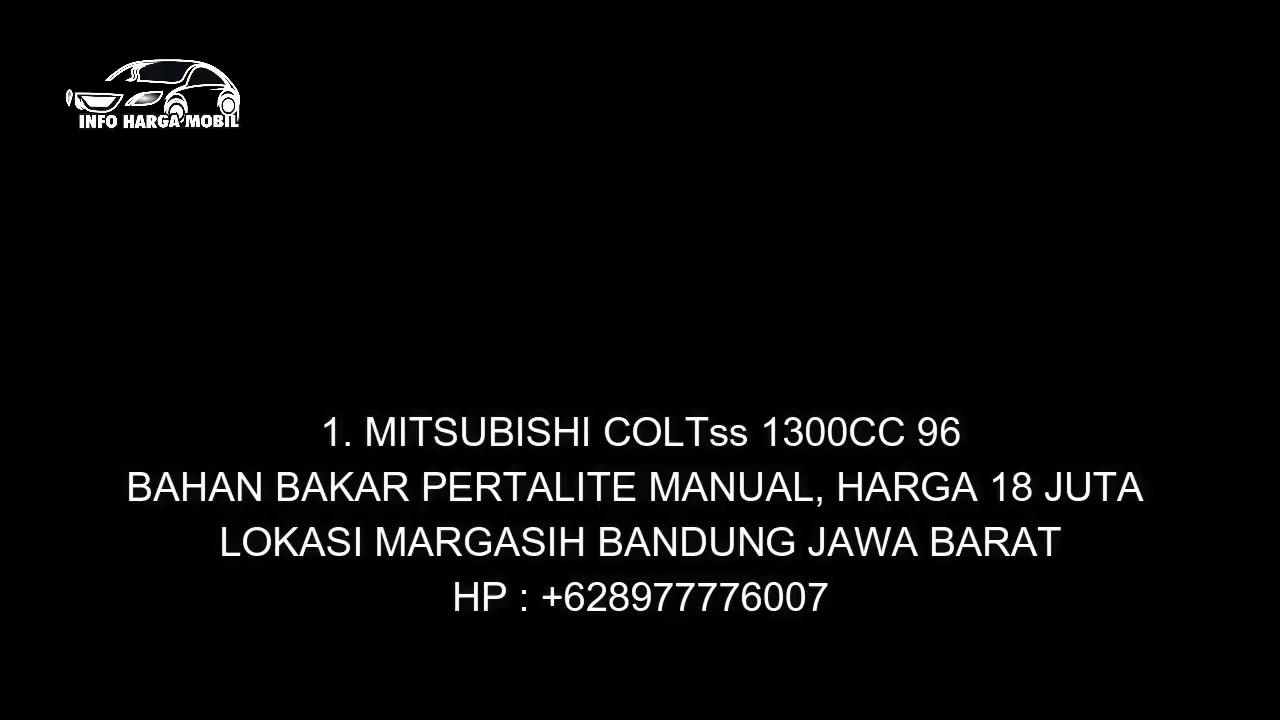 INFO HARGA MOBIL
1. MITSUBISHI COLTss 1300CC 96
BAHAN BAKAR PERTALITE MANUAL, HARGA 18 JUTA
LOKASI MARGASIH BANDUNG JAWA BARAT
HP : +628977776007